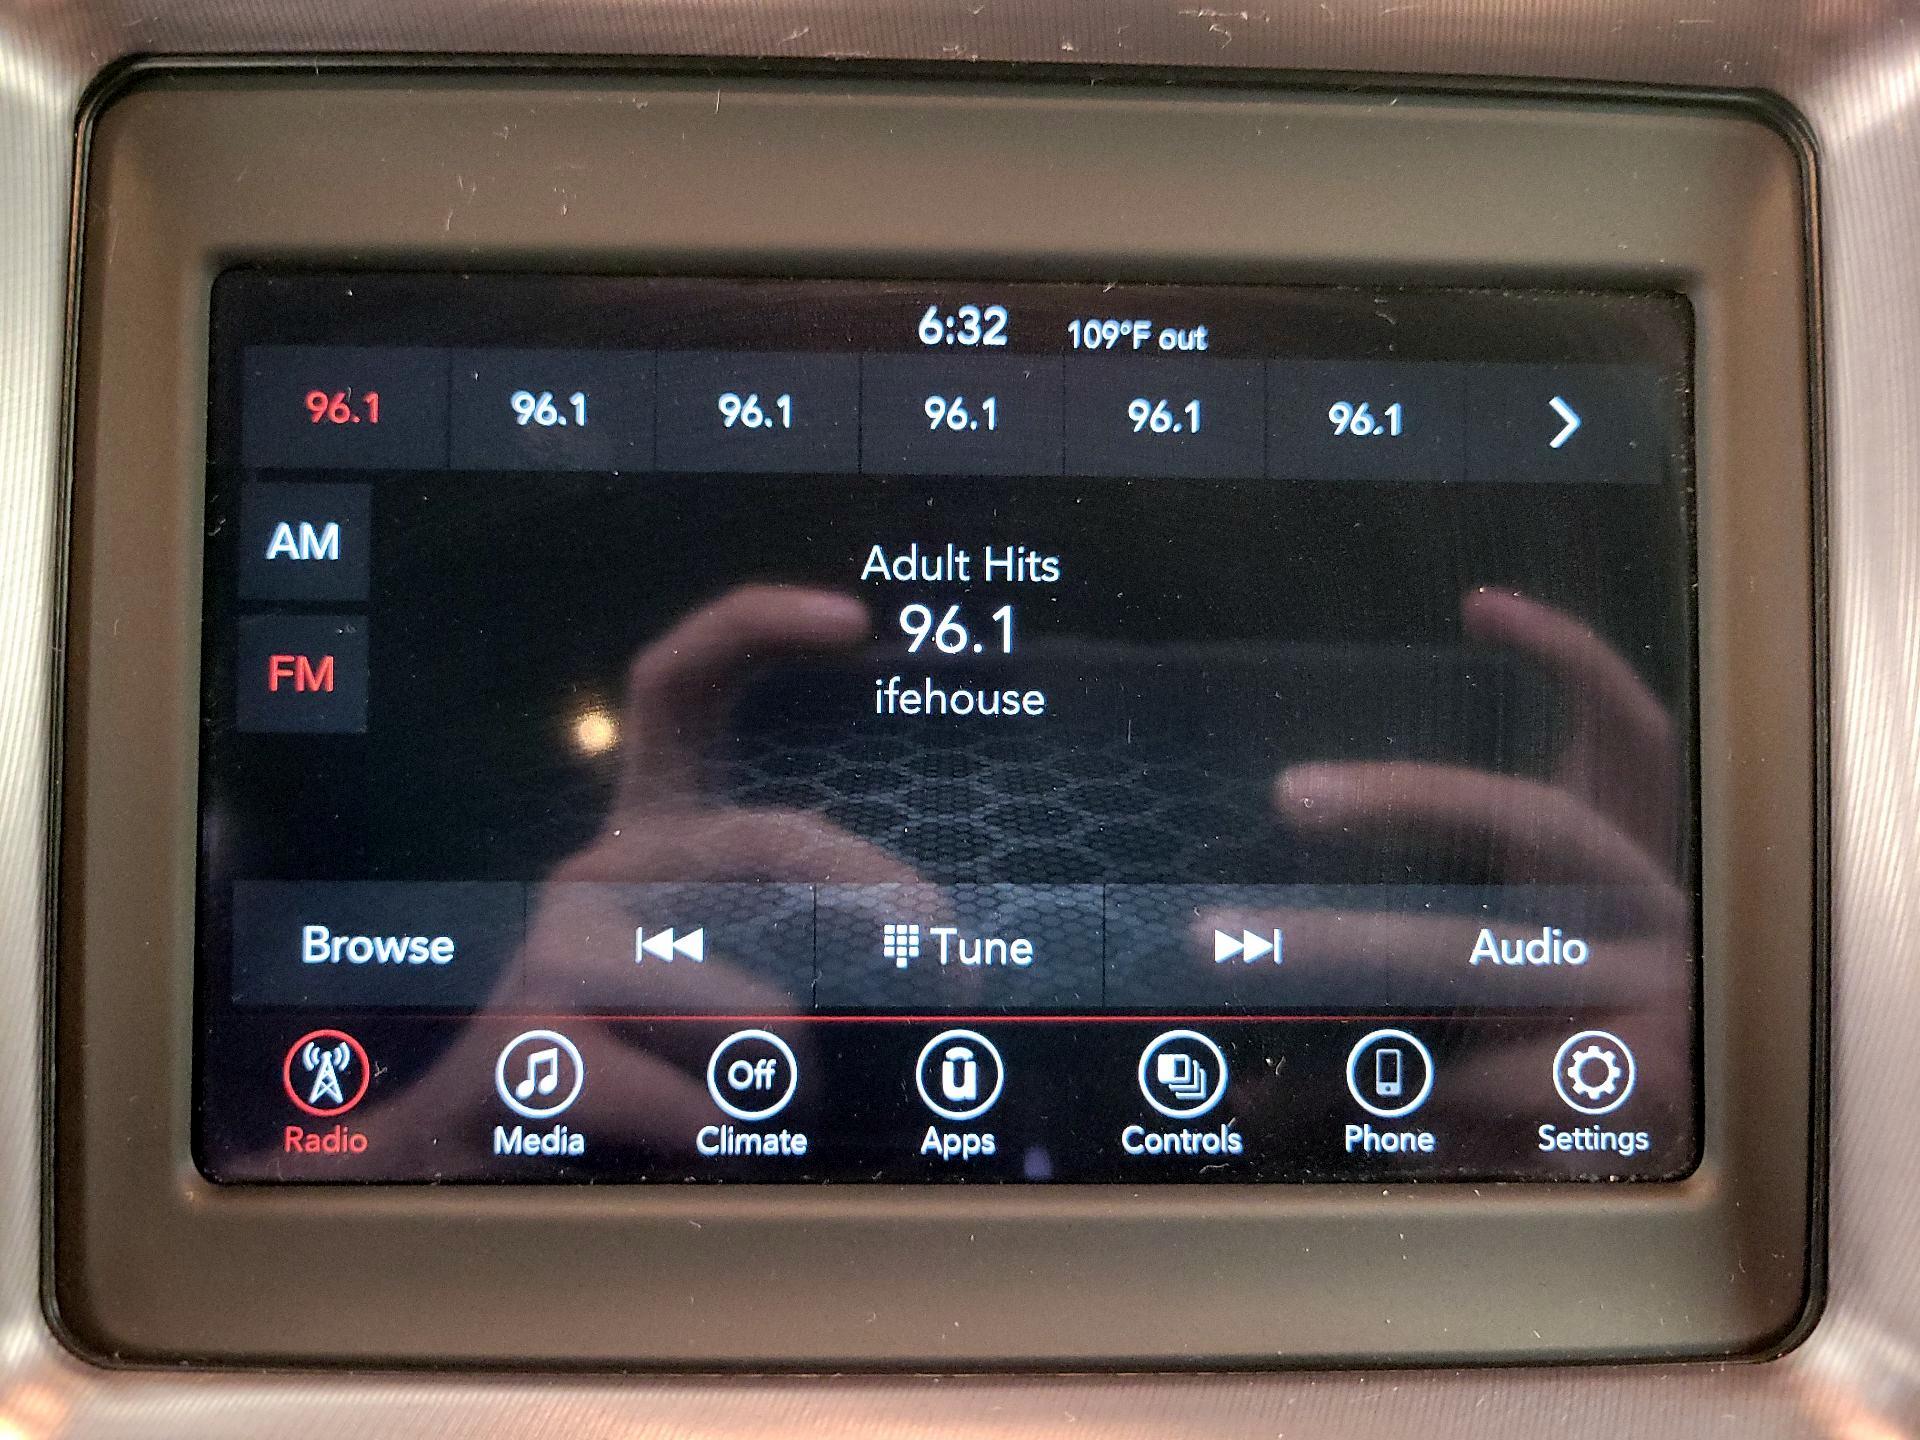 6:32 109°F out
96.1 96.1 96.1 96.1 96.1 96.1
AM
FM
Adult Hits
96.1
ifehouse
Browse Tune Audio
Off
Radio Media Climate Apps Controls Phone Settings